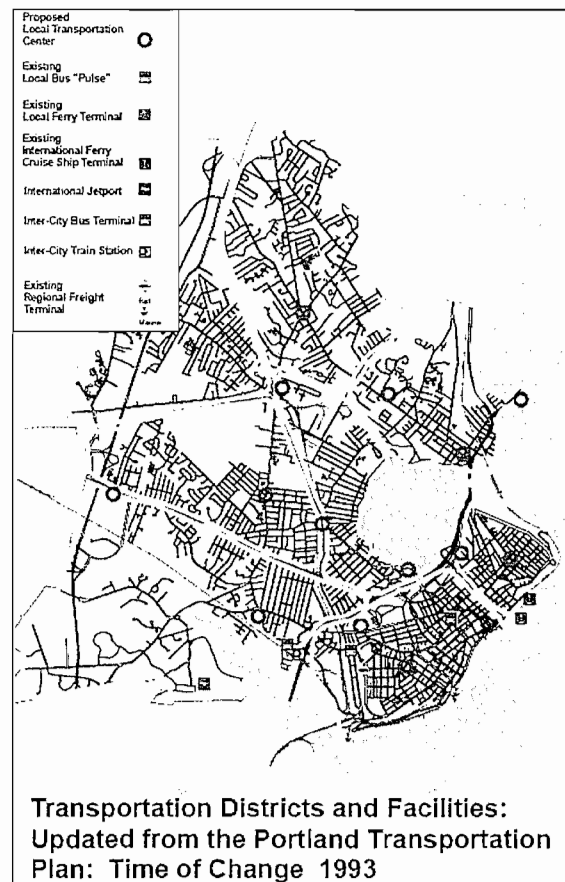 Proposed
Local Transportation
Center
Existing
Local Bus "Pulse"
Existing
Local Ferry Terminal
Existing
International Ferry
Cruise Ship Terminal
International Jetport
Inter-City Bus Terminal
Inter-City Train Station
Existing
Regional Freight
Terminal
Rail
Marine
Transportation Districts and Facilities:
Updated from the Portland Transportation
Plan: Time of Change 1993